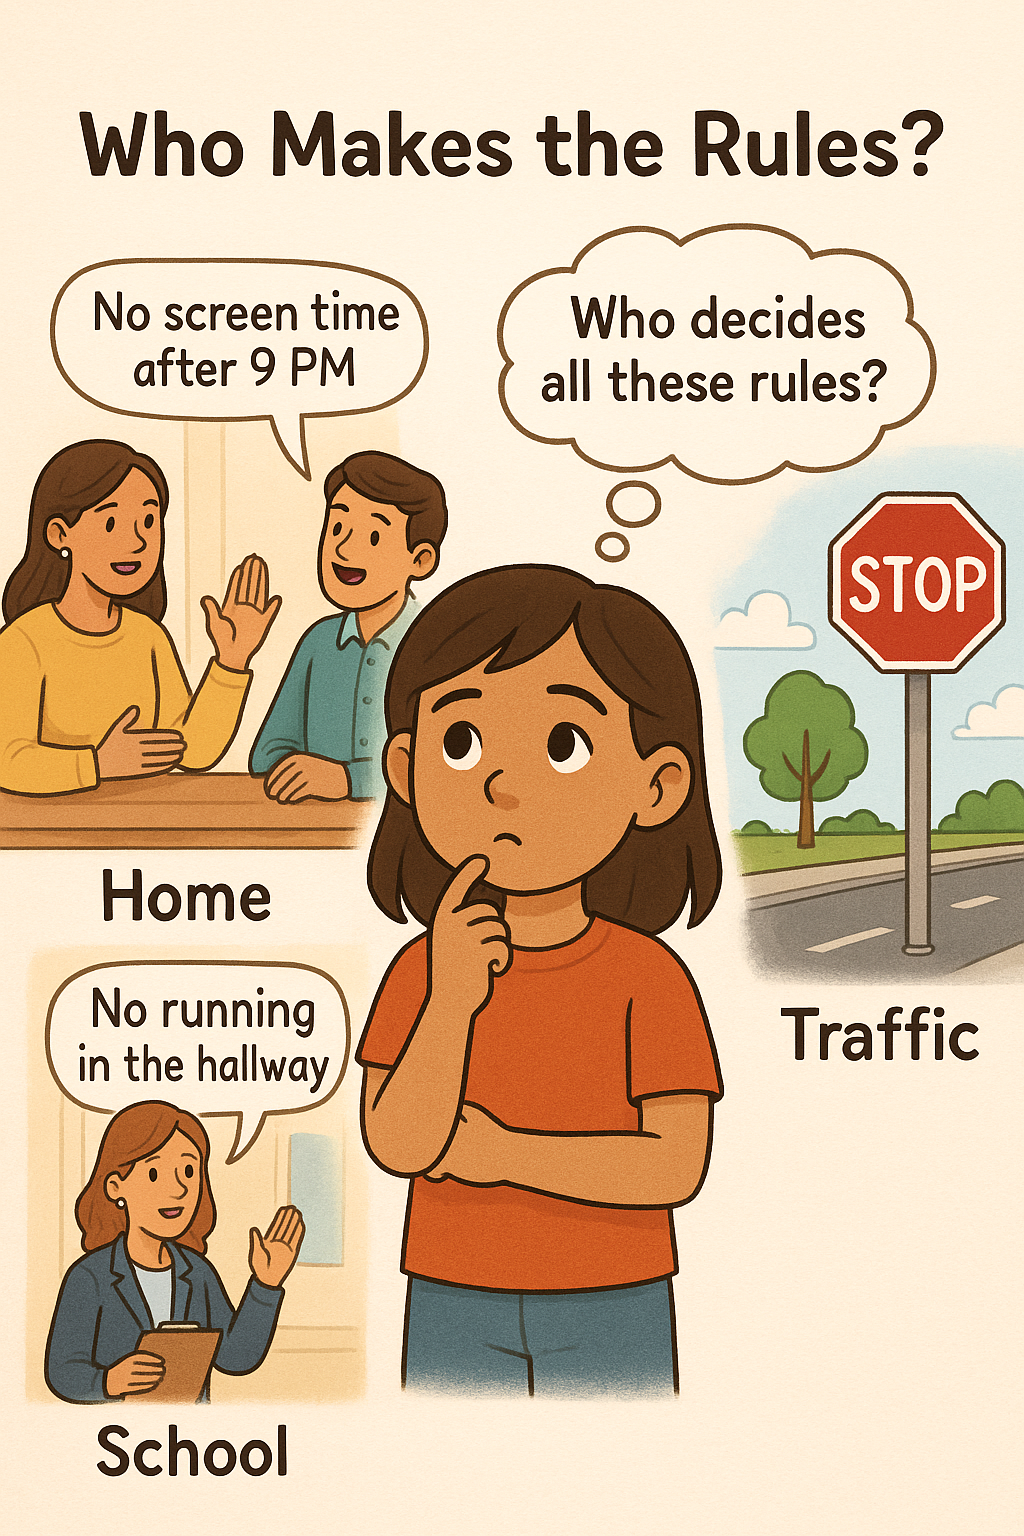 Who Makes the Rules?
No screen time
after 9 PM
Who decides
all these rules?
STOP
Home
Traffic
No running
in the hallway
School